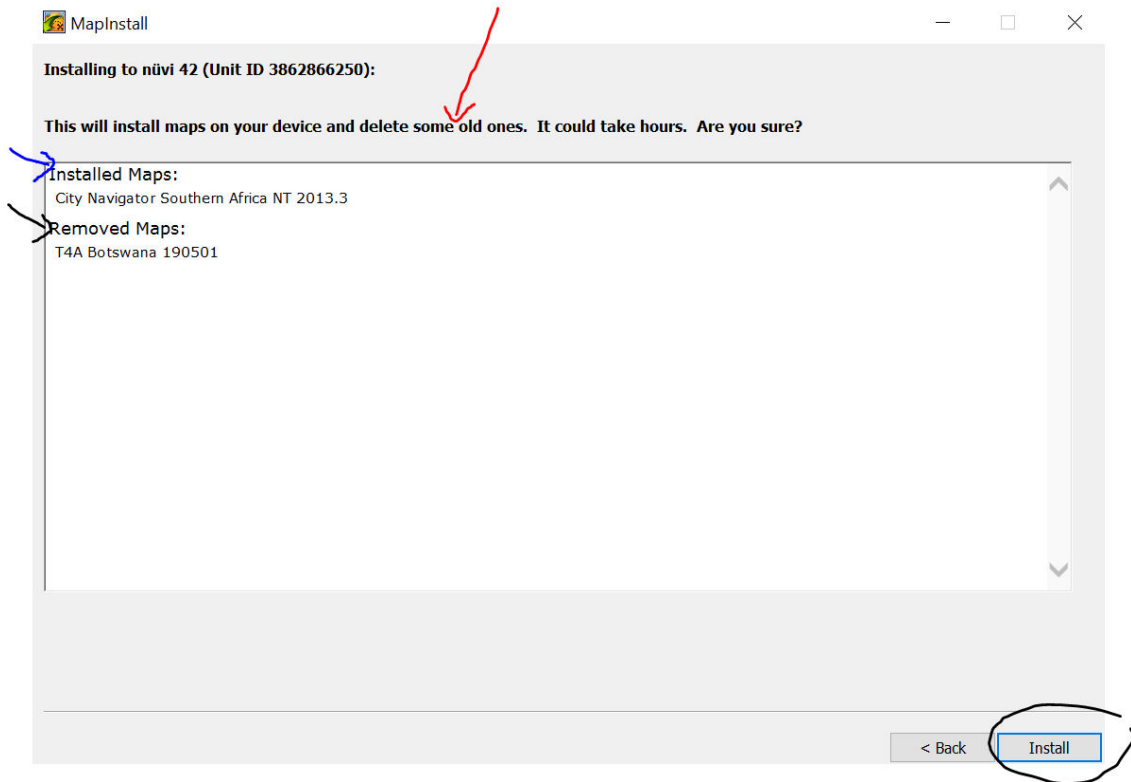 MapInstall
Installing to nüvi 42 (Unit ID 3862866250):
This will install maps on your device and delete some old ones. It could take hours. Are you sure?
Installed Maps:
City Navigator Southern Africa NT 2013.3
Removed Maps:
T4A Botswana 190501
< Back
Install